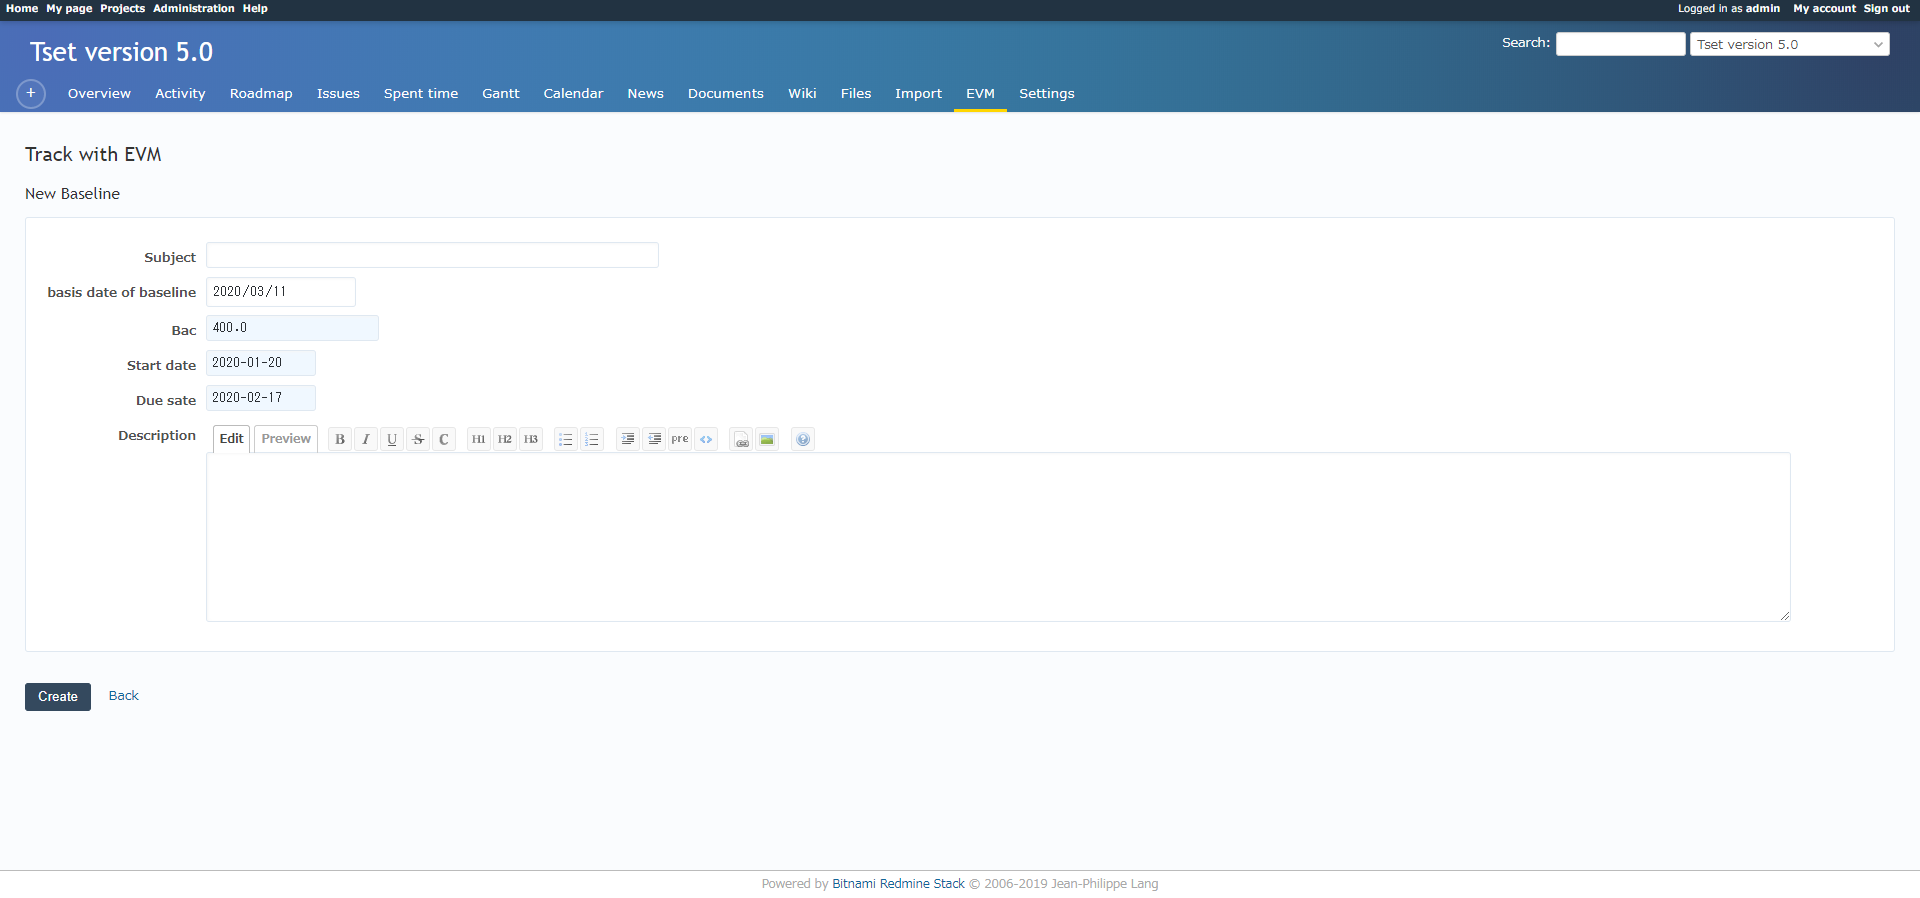 Home My page Projects Administration Help
Logged in as admin My account Sign out
Tset version 5.0
Search: Tset version 5.0
+ Overview Activity Roadmap Issues Spent time Gantt Calendar News Documents Wiki Files Import EVM Settings
Track with EVM
New Baseline
Subject
basis date of baseline 2020/03/11
Bac 400.0
Start date 2020-01-20
Due sate 2020-02-17
Description Edit Preview B I U S C H1 H2 H3 pre <> ?
Create Back
Powered by Bitnami Redmine Stack © 2006-2019 Jean-Philippe Lang